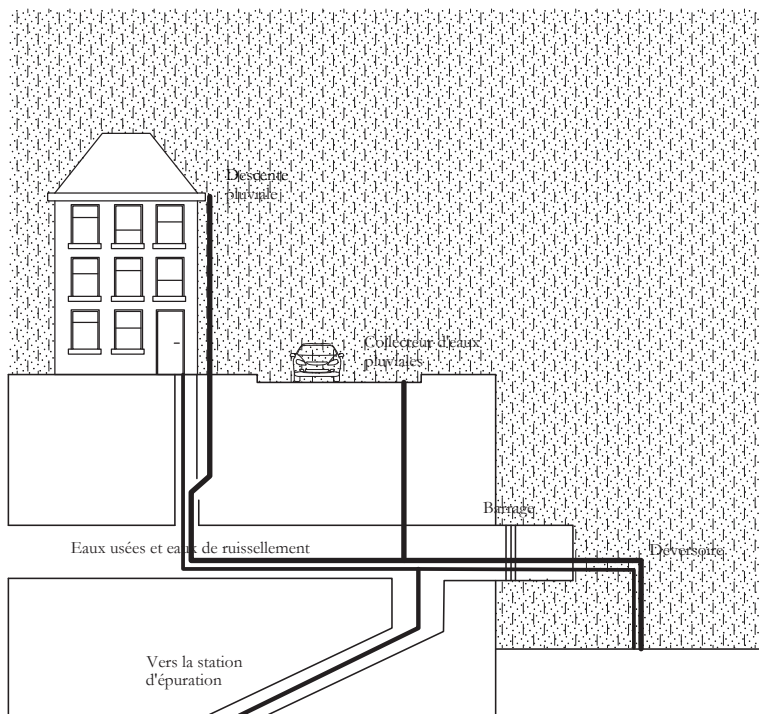 Descente
pluviale
Collecteur d'eaux
pluviales
Barrage
Eaux usées et eaux de ruissellement
Déversoire
Vers la station
d'épuration